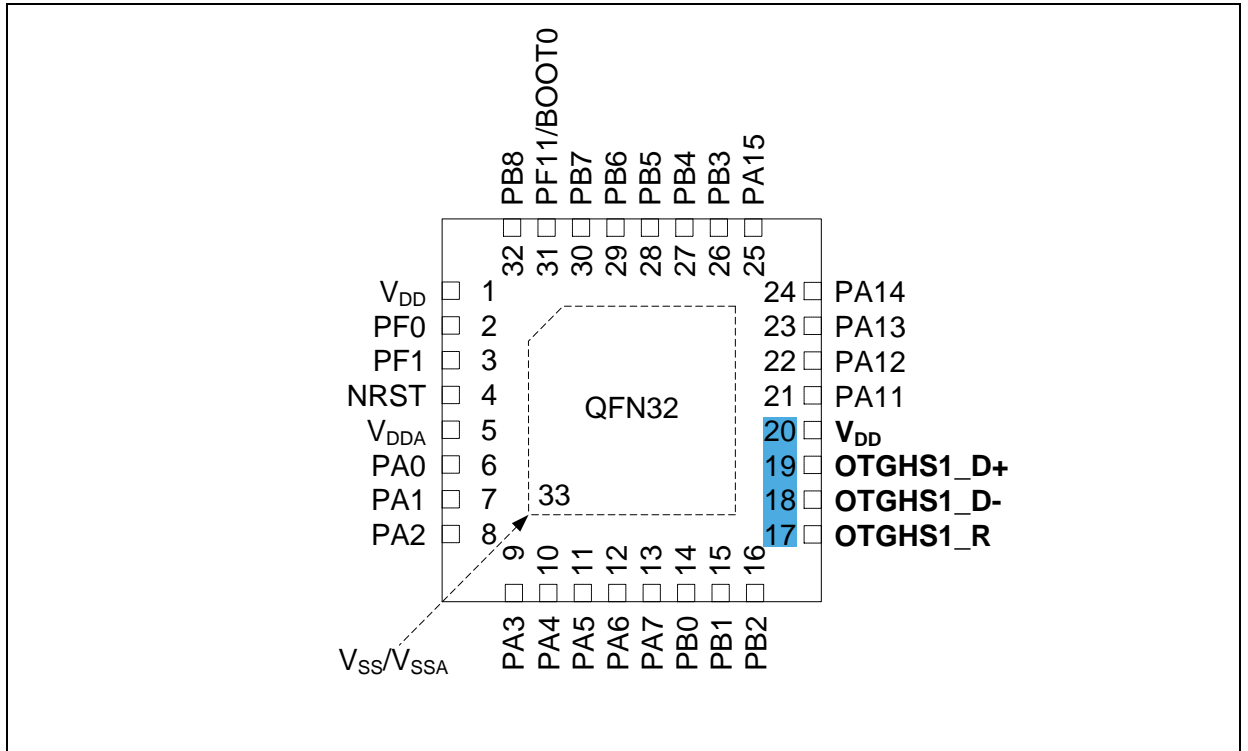 PB8
PF11/BOOT0
PB7
PB6
PB5
PB4
PB3
PA15
32
31
30
29
28
27
26
25
VDD 1
PF0 2
PF1 3
NRST 4
VDDA 5
PA0 6
PA1 7
PA2 8
QFN32
33
24 PA14
23 PA13
22 PA12
21 PA11
20 VDD
19 OTGHS1_D+
18 OTGHS1_D-
17 OTGHS1_R
9
10
11
12
13
14
15
16
PA3
PA4
PA5
PA6
PA7
PB0
PB1
PB2
VSS/VSSA